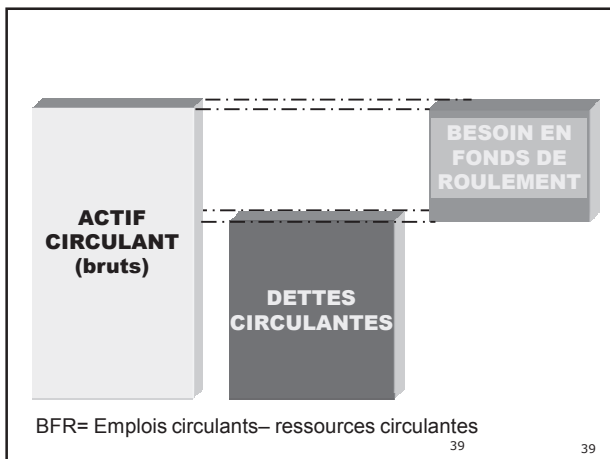 BESOIN EN
FONDS DE
ROULEMENT
ACTIF
CIRCULANT
(bruts)
DETTES
CIRCULANTES
BFR= Emplois circulants– ressources circulantes
39
39